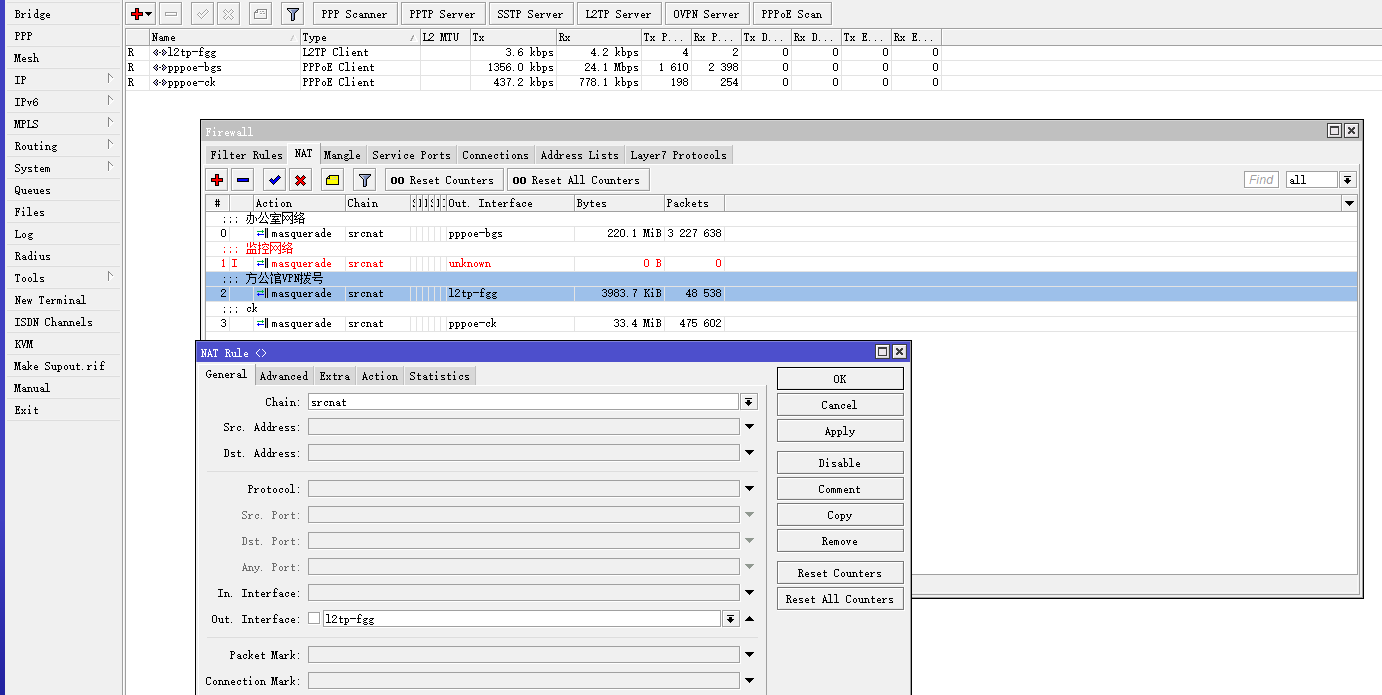 Bridge
PPP
Mesh
IP
IPv6
MPLS
Routing
System
Queues
Files
Log
Radius
Tools
New Terminal
ISDN Channels
KVM
Make Supout.rif
Manual
Exit
PPP Scanner PPTP Server SSTP Server L2TP Server OVPN Server PPPoE Scan
Name Type L2 MTU Tx Rx Tx P... Rx P... Tx D... Rx D... Tx E... Rx E...
R l2tp-fgg L2TP Client 3.6 kbps 4.2 kbps 4 2 0 0 0 0
R pppoe-bgs PPPoE Client 1356.0 kbps 24.1 Mbps 1 610 2 398 0 0 0 0
R pppoe-ck PPPoE Client 437.2 kbps 778.1 kbps 198 254 0 0 0 0
Firewall
Filter Rules NAT Mangle Service Ports Connections Address Lists Layer7 Protocols
00 Reset Counters 00 Reset All Counters Find all
# Action Chain Out. Interface Bytes Packets
;;; 办公室网络
0 masquerade srcnat pppoe-bgs 220.1 MiB 3 227 638
;;; 监控网络
1 I masquerade srcnat unknown 0 B 0
;;; 方公馆VPN拨号
2 masquerade srcnat l2tp-fgg 3983.7 KiB 48 538
;;; ck
3 masquerade srcnat pppoe-ck 33.4 MiB 475 602
NAT Rule <>
General Advanced Extra Action Statistics
Chain: srcnat
Src. Address:
Dst. Address:
Protocol:
Src. Port:
Dst. Port:
Any. Port:
In. Interface:
Out. Interface: l2tp-fgg
Packet Mark:
Connection Mark:
OK
Cancel
Apply
Disable
Comment
Copy
Remove
Reset Counters
Reset All Counters